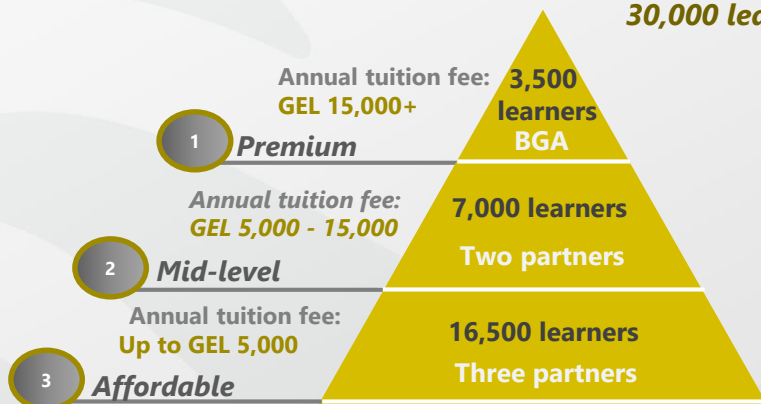 30,000
Annual tuition fee:
GEL 15,000+
3,500
learners
BGA
1
Premium
Annual tuition fee:
GEL 5,000 - 15,000
7,000 learners
Two partners
2
Mid-level
Annual tuition fee:
Up to GEL 5,000
16,500 learners
Three partners
3
Affordable